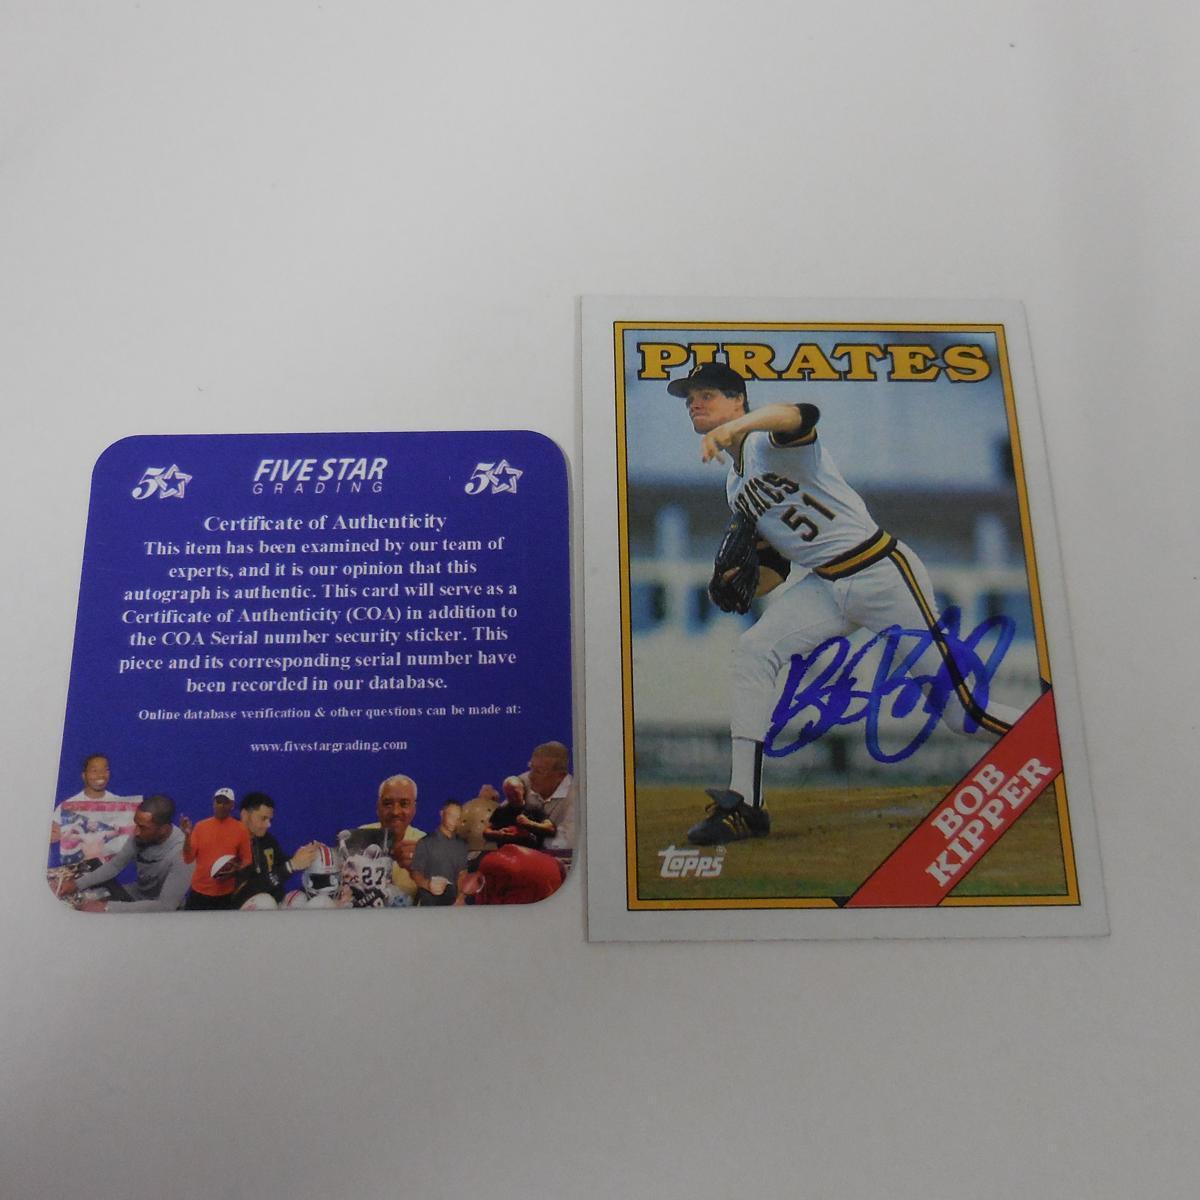 5
FIVE STAR
GRADING
5
Certificate of Authenticity
This item has been examined by our team of
experts, and it is our opinion that this
autograph is authentic. This card will serve as a
Certificate of Authenticity (COA) in addition to
the COA Serial number security sticker. This
piece and its corresponding serial number have
been recorded in our database.
Online database verification & other questions can be made at:
www.fivestargrading.com
27
PIRATES
P
51
BOB
KIPPER
topps